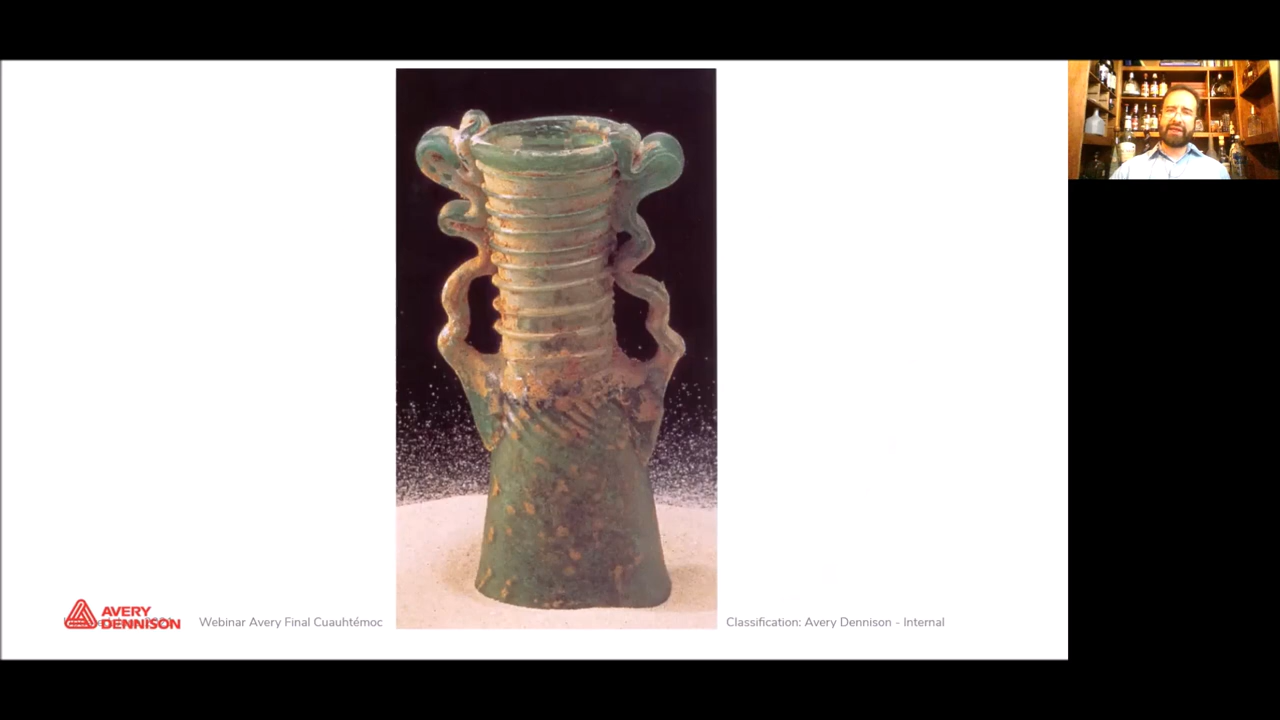 AVERY
DENNISON
Webinar Avery Final Cuauhtémoc
Classification: Avery Dennison - Internal